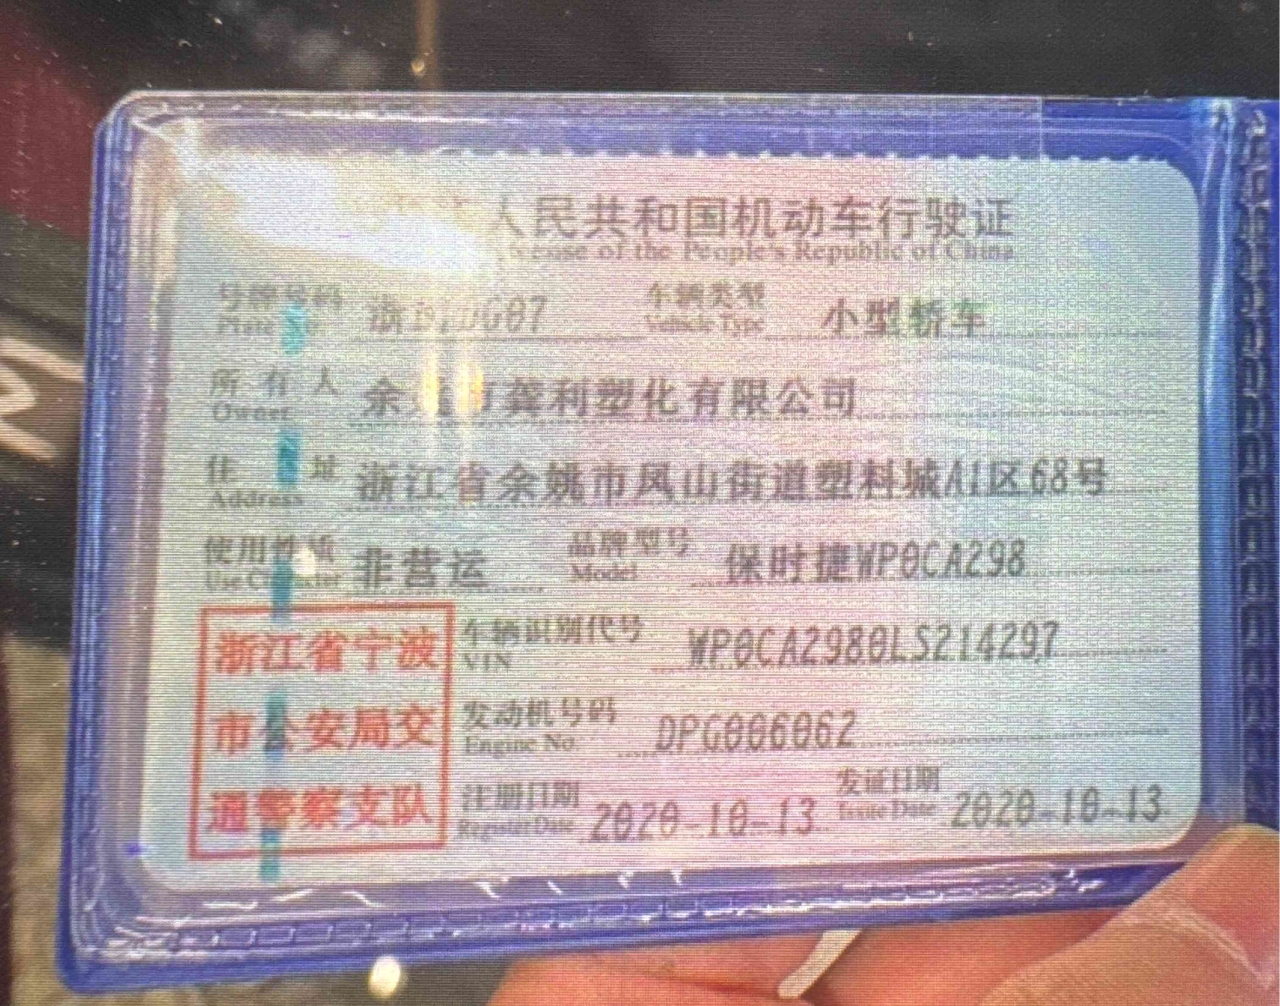 人民共和国机动车行驶证
License of the People's Republic of China
号牌号码 车辆类型 小型轿车
Plate No. Vehicle Type
所有人 龚利塑化有限公司
Owner
住址 浙江省余姚市凤山街道塑料城A1区68号
Address
使用性质 非营运 品牌型号 保时捷WP0CA298
Use Character Model
浙江省宁波 车辆识别代号 WP0CA2980LS214297
VIN
市公安局交 发动机号码 DPG006062
Engine No.
通警察支队 注册日期 2020-10-13 发证日期 2020-10-13
Register Date Issue Date